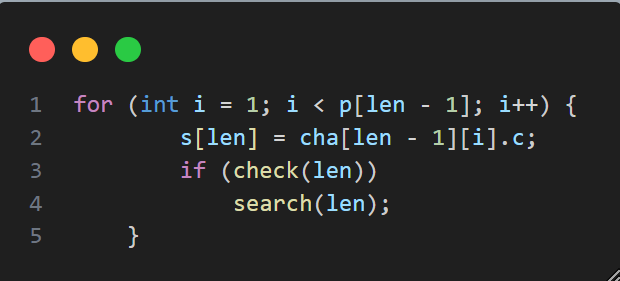 1 for (int i = 1; i < p[len - 1]; i++) {
2 s[len] = cha[len - 1][i].c;
3 if (check(len))
4 search(len);
5 }